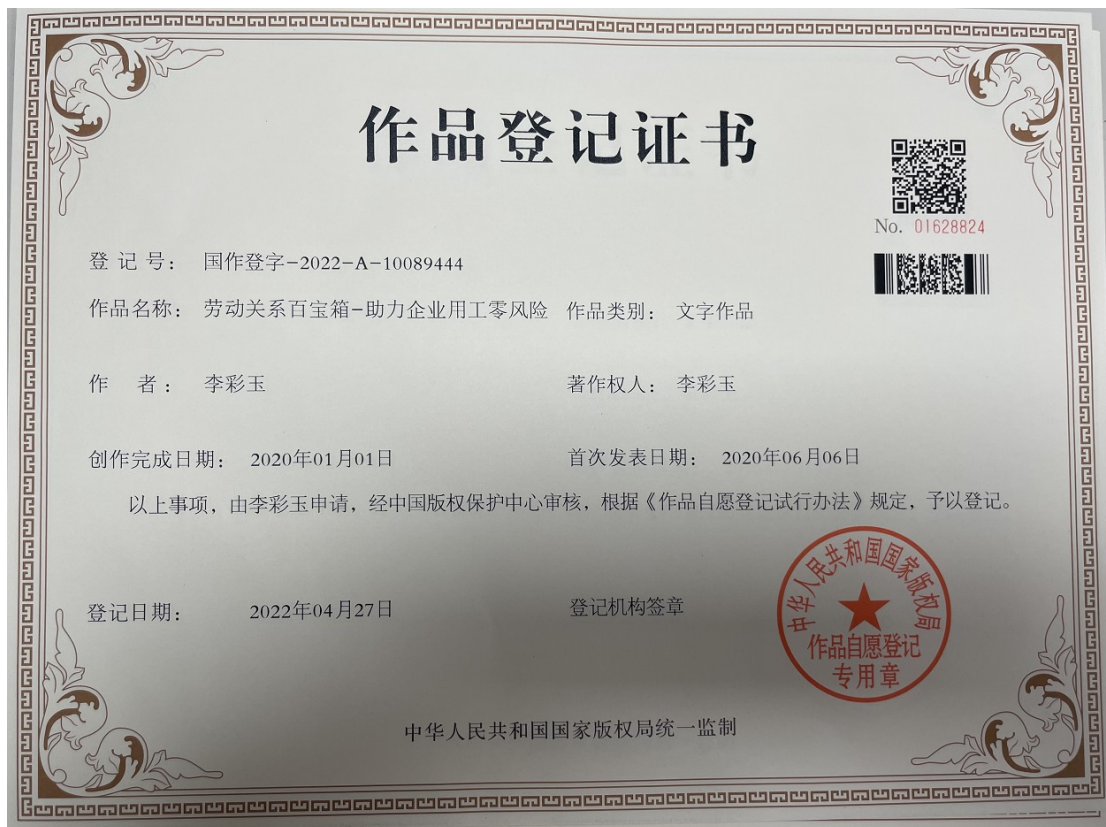 作品登记证书
No. 01628824
登 记 号： 国作登字-2022-A-10089444
作品名称： 劳动关系百宝箱-助力企业用工零风险 作品类别： 文字作品
作 者： 李彩玉 著作权人： 李彩玉
创作完成日期： 2020年01月01日 首次发表日期： 2020年06月06日
以上事项，由李彩玉申请，经中国版权保护中心审核，根据《作品自愿登记试行办法》规定，予以登记。
登记日期： 2022年04月27日 登记机构签章
中华人民共和国国家版权局
作品自愿登记
专用章
中华人民共和国国家版权局统一监制